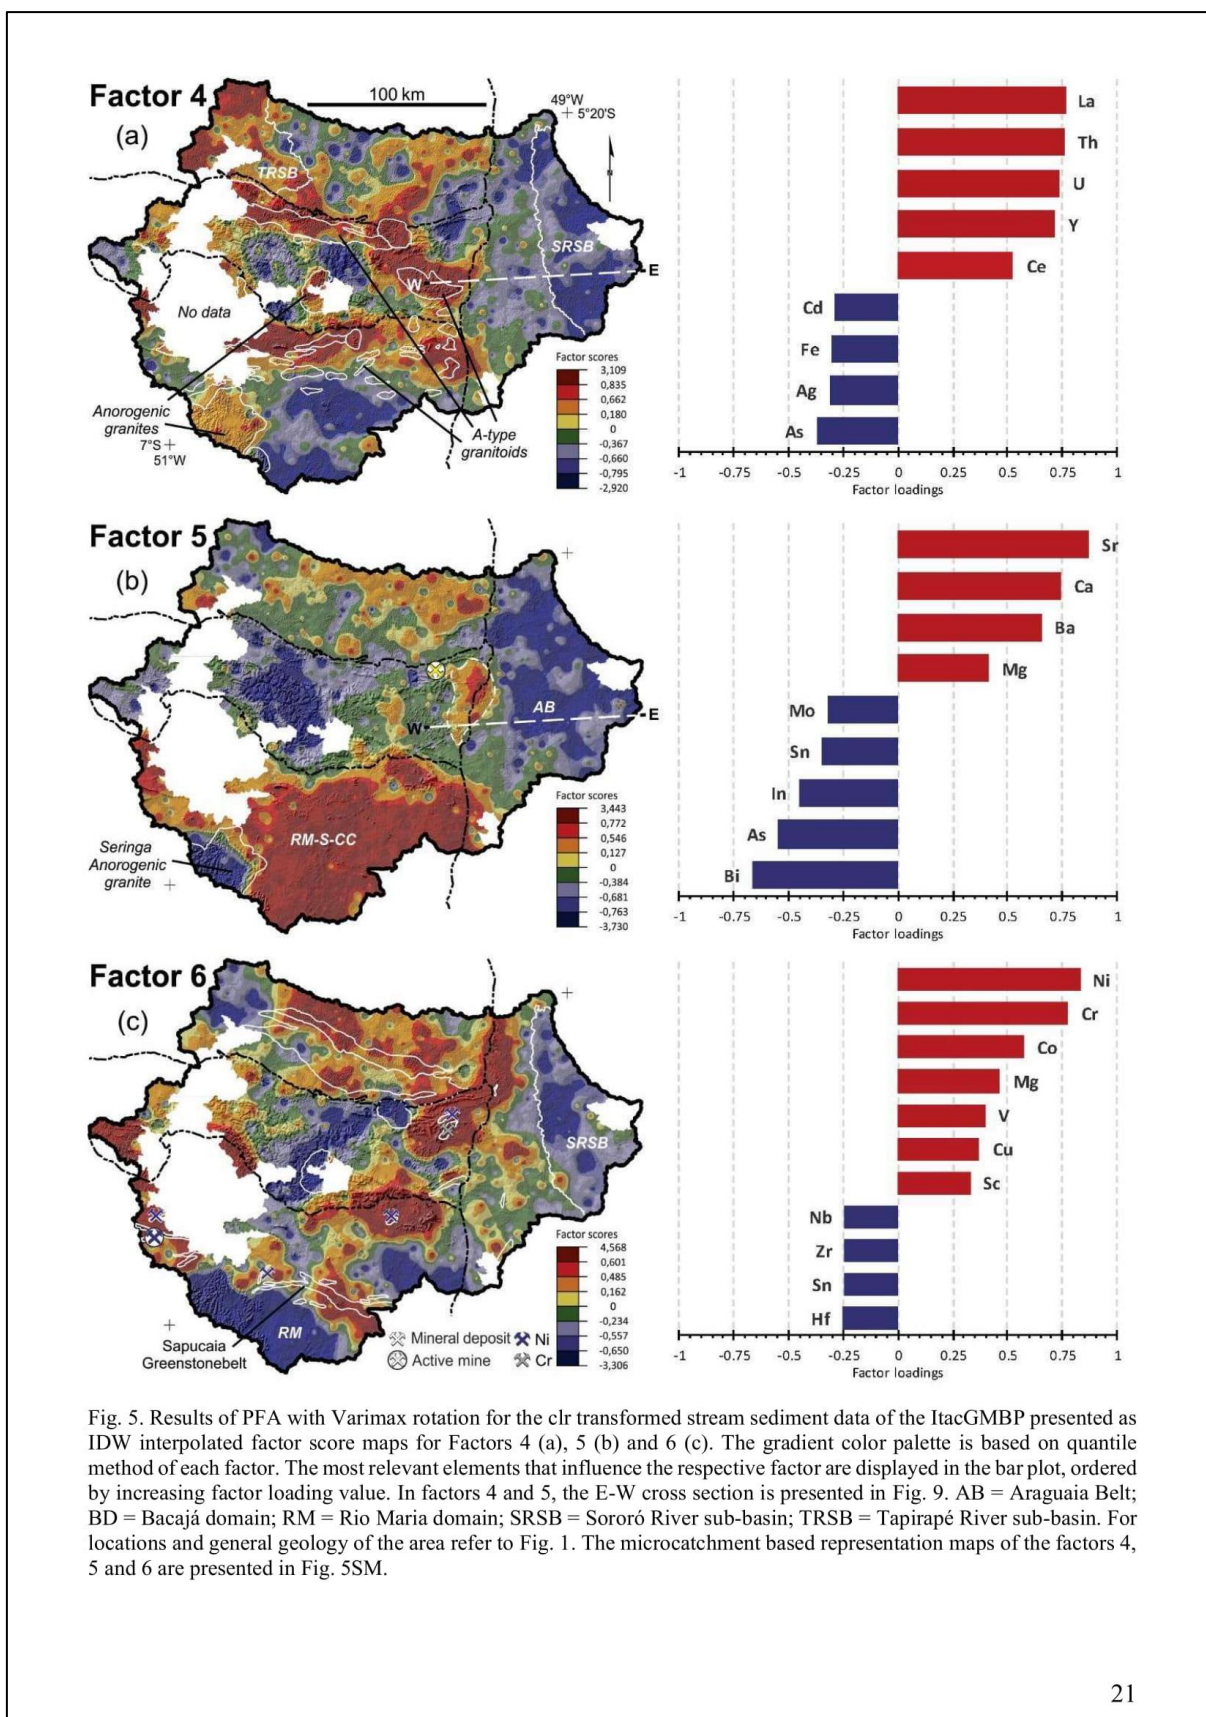 Factor 4
(a)
100 km
49°W
5°20'S
N
TRSB
SRSB
W
E
No data
Anorogenic
granites
7°S
51°W
A-type
granitoids
Factor scores
3,109
0,835
0,662
0,180
0
-0,367
-0,660
-0,795
-2,920
La
Th
U
Y
Ce
Cd
Fe
Ag
As
-1 -0.75 -0.5 -0.25 0 0.25 0.5 0.75 1
Factor loadings
Factor 5
(b)
AB
W
E
RM-S-CC
Seringa
Anorogenic
granite
Factor scores
3,443
0,772
0,546
0,127
0
-0,384
-0,681
-0,763
-3,730
Sr
Ca
Ba
Mg
Mo
Sn
In
As
Bi
-1 -0.75 -0.5 -0.25 0 0.25 0.5 0.75 1
Factor loadings
Factor 6
(c)
SRSB
RM
Sapucaia
Greenstonebelt
Mineral deposit
Ni
Active mine
Cr
Factor scores
4,568
0,601
0,485
0,162
0
-0,234
-0,557
-0,650
-3,306
Ni
Cr
Co
Mg
V
Cu
Sc
Nb
Zr
Sn
Hf
-1 -0.75 -0.5 -0.25 0 0.25 0.5 0.75 1
Factor loadings
Fig. 5. Results of PFA with Varimax rotation for the clr transformed stream sediment data of the ItacGMBP presented as
IDW interpolated factor score maps for Factors 4 (a), 5 (b) and 6 (c). The gradient color palette is based on quantile
method of each factor. The most relevant elements that influence the respective factor are displayed in the bar plot, ordered
by increasing factor loading value. In factors 4 and 5, the E-W cross section is presented in Fig. 9. AB = Araguaia Belt;
BD = Bacajá domain; RM = Rio Maria domain; SRSB = Sororó River sub-basin; TRSB = Tapirapé River sub-basin. For
locations and general geology of the area refer to Fig. 1. The microcatchment based representation maps of the factors 4,
5 and 6 are presented in Fig. 5SM.
21